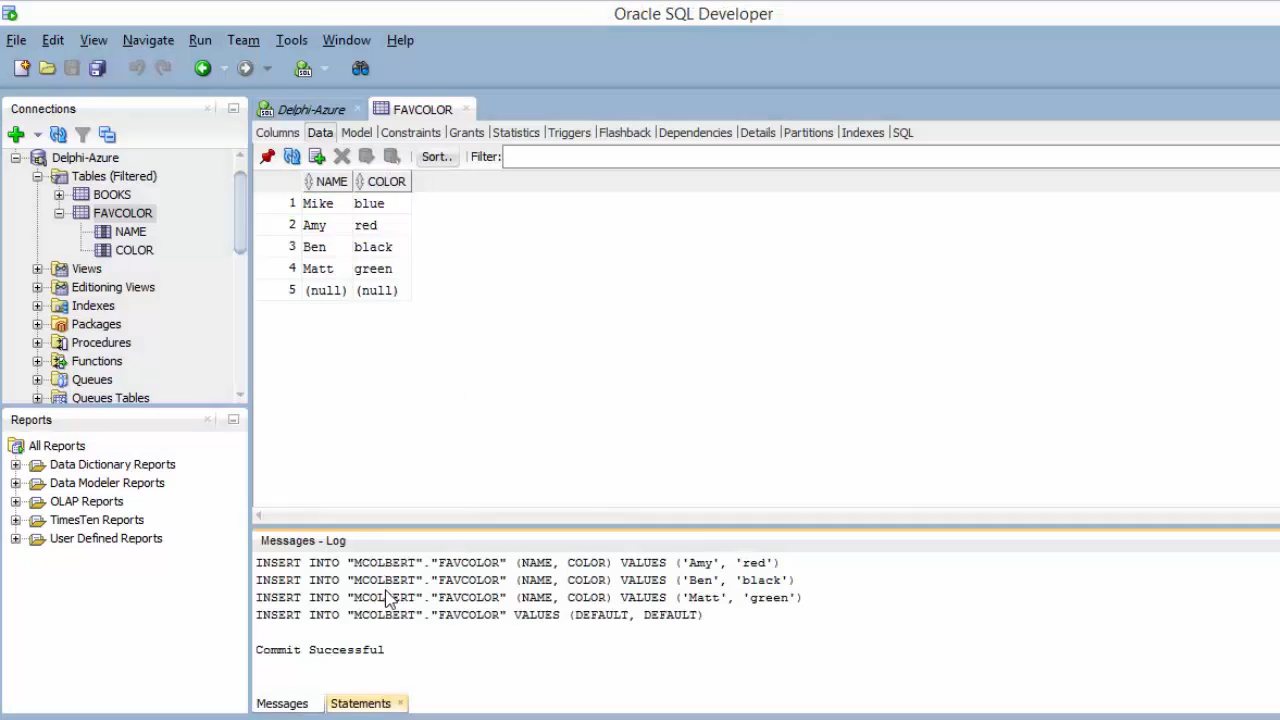 Oracle SQL Developer
File Edit View Navigate Run Team Tools Window Help
Connections
Delphi-Azure
Tables (Filtered)
BOOKS
FAVCOLOR
NAME
COLOR
Views
Editioning Views
Indexes
Packages
Procedures
Functions
Queues
Queues Tables
Reports
All Reports
Data Dictionary Reports
Data Modeler Reports
OLAP Reports
TimesTen Reports
User Defined Reports
SQL Delphi-Azure FAVCOLOR
Columns Data Model Constraints Grants Statistics Triggers Flashback Dependencies Details Partitions Indexes SQL
Sort.. Filter:
NAME COLOR
1 Mike blue
2 Amy red
3 Ben black
4 Matt green
5 (null) (null)
Messages - Log
INSERT INTO "MCOLBERT"."FAVCOLOR" (NAME, COLOR) VALUES ('Amy', 'red')
INSERT INTO "MCOLBERT"."FAVCOLOR" (NAME, COLOR) VALUES ('Ben', 'black')
INSERT INTO "MCOLBERT"."FAVCOLOR" (NAME, COLOR) VALUES ('Matt', 'green')
INSERT INTO "MCOLBERT"."FAVCOLOR" VALUES (DEFAULT, DEFAULT)
Commit Successful
Messages Statements